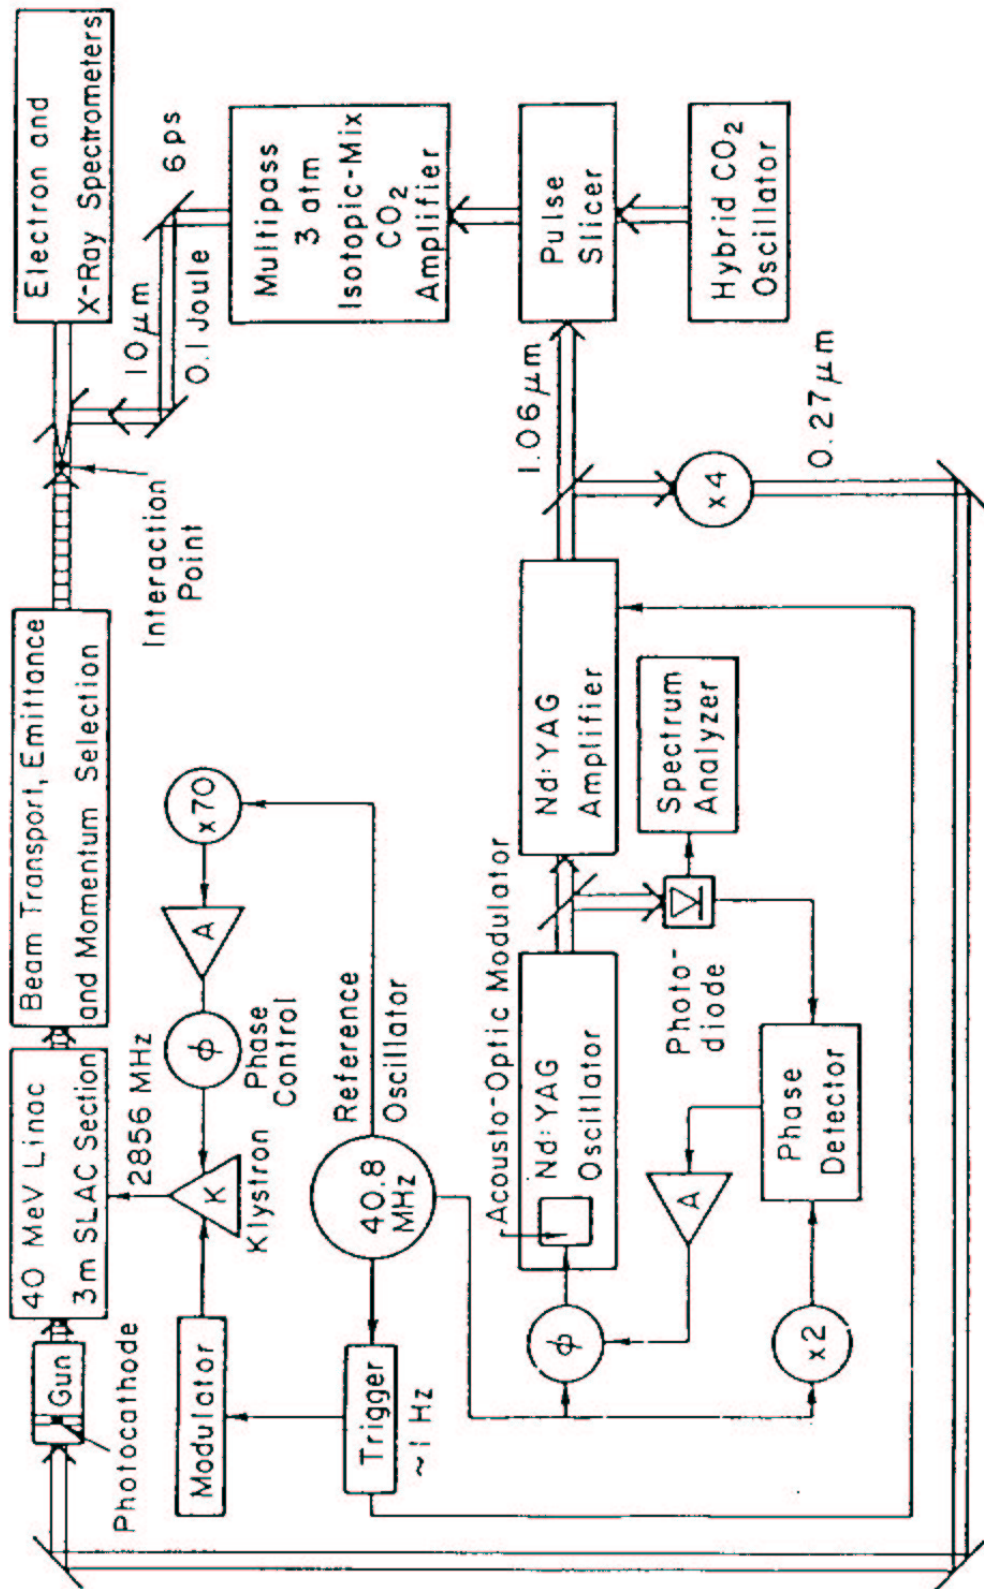 Photocathode
Gun
40 MeV Linac
3m SLAC Section
Beam Transport, Emittance
and Momentum Selection
Interaction
Point
Electron and
X-Ray Spectrometers
2856 MHz
Modulator
K
Klystron
ϕ
Phase
Control
A
x70
10 μm
0.1 Joule
6 ps
Trigger
~1 Hz
40.8
MHz
Reference
Oscillator
Multipass
3 atm
Isotopic-Mix
CO2
Amplifier
Acousto-Optic Modulator
ϕ
Nd:YAG
Oscillator
Nd:YAG
Amplifier
1.06 μm
Pulse
Slicer
A
Photo-
diode
Spectrum
Analyzer
x4
0.27 μm
Hybrid CO2
Oscillator
x2
Phase
Detector